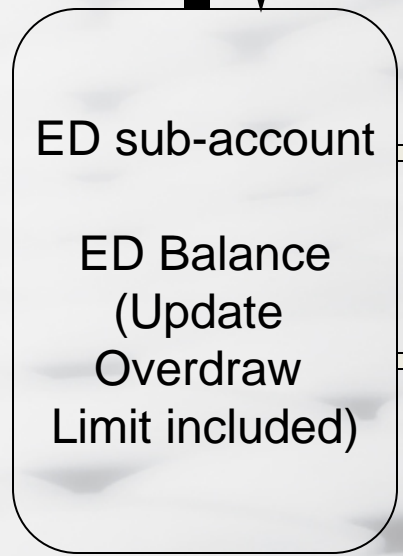 ED sub-account
ED Balance
(Update
Overdraw
Limit included)